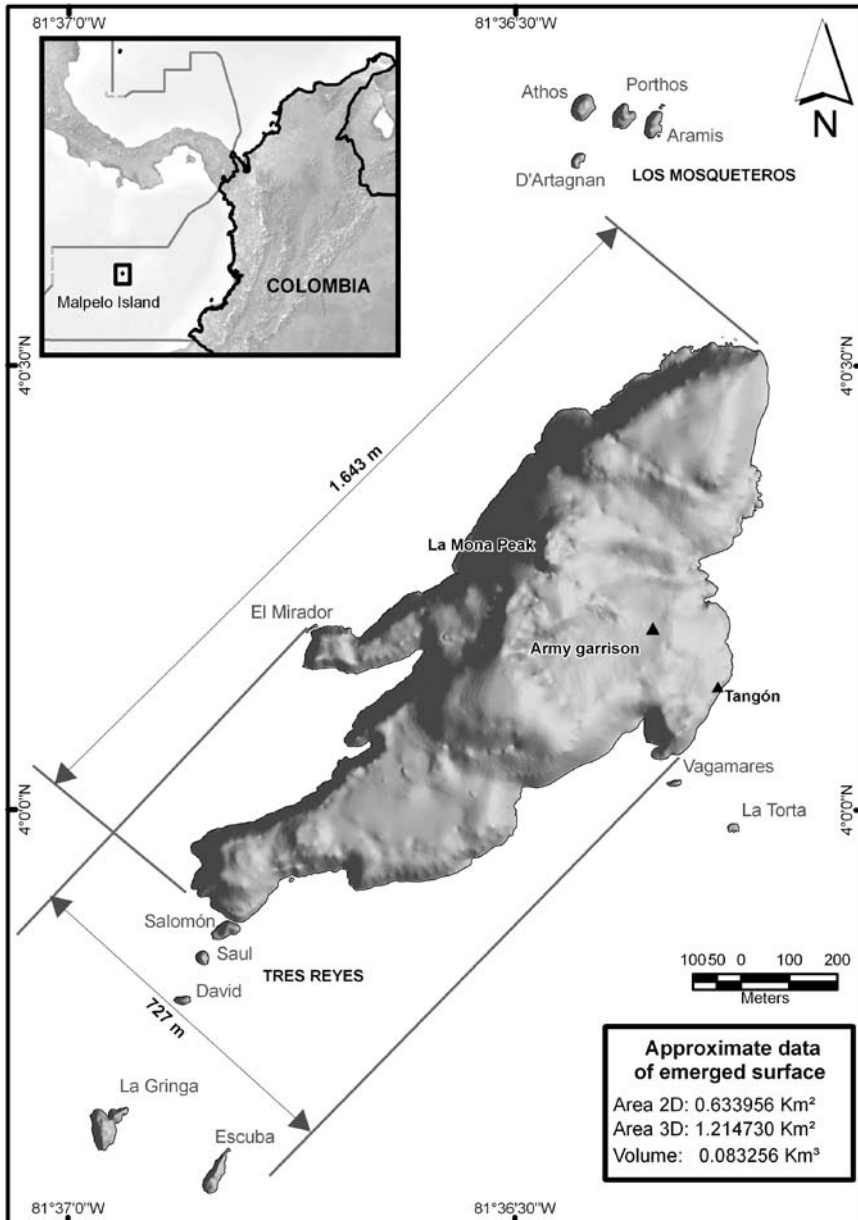 81°37'0"W
81°36'30"W
Athos
Porthos
Aramis
D'Artagnan
LOS MOSQUETEROS
N
COLOMBIA
Malpelo Island
4°0'30"N
4°0'30"N
1.643 m
La Mona Peak
El Mirador
Army garrison
Tangón
Vagamares
La Torta
4°0'0"N
4°0'0"N
Salomón
Saul
TRES REYES
David
727 m
10050 0 100 200
Meters
La Gringa
Escuba
Approximate data
of emerged surface
Area 2D: 0.633956 Km²
Area 3D: 1.214730 Km²
Volume: 0.083256 Km³
81°37'0"W
81°36'30"W